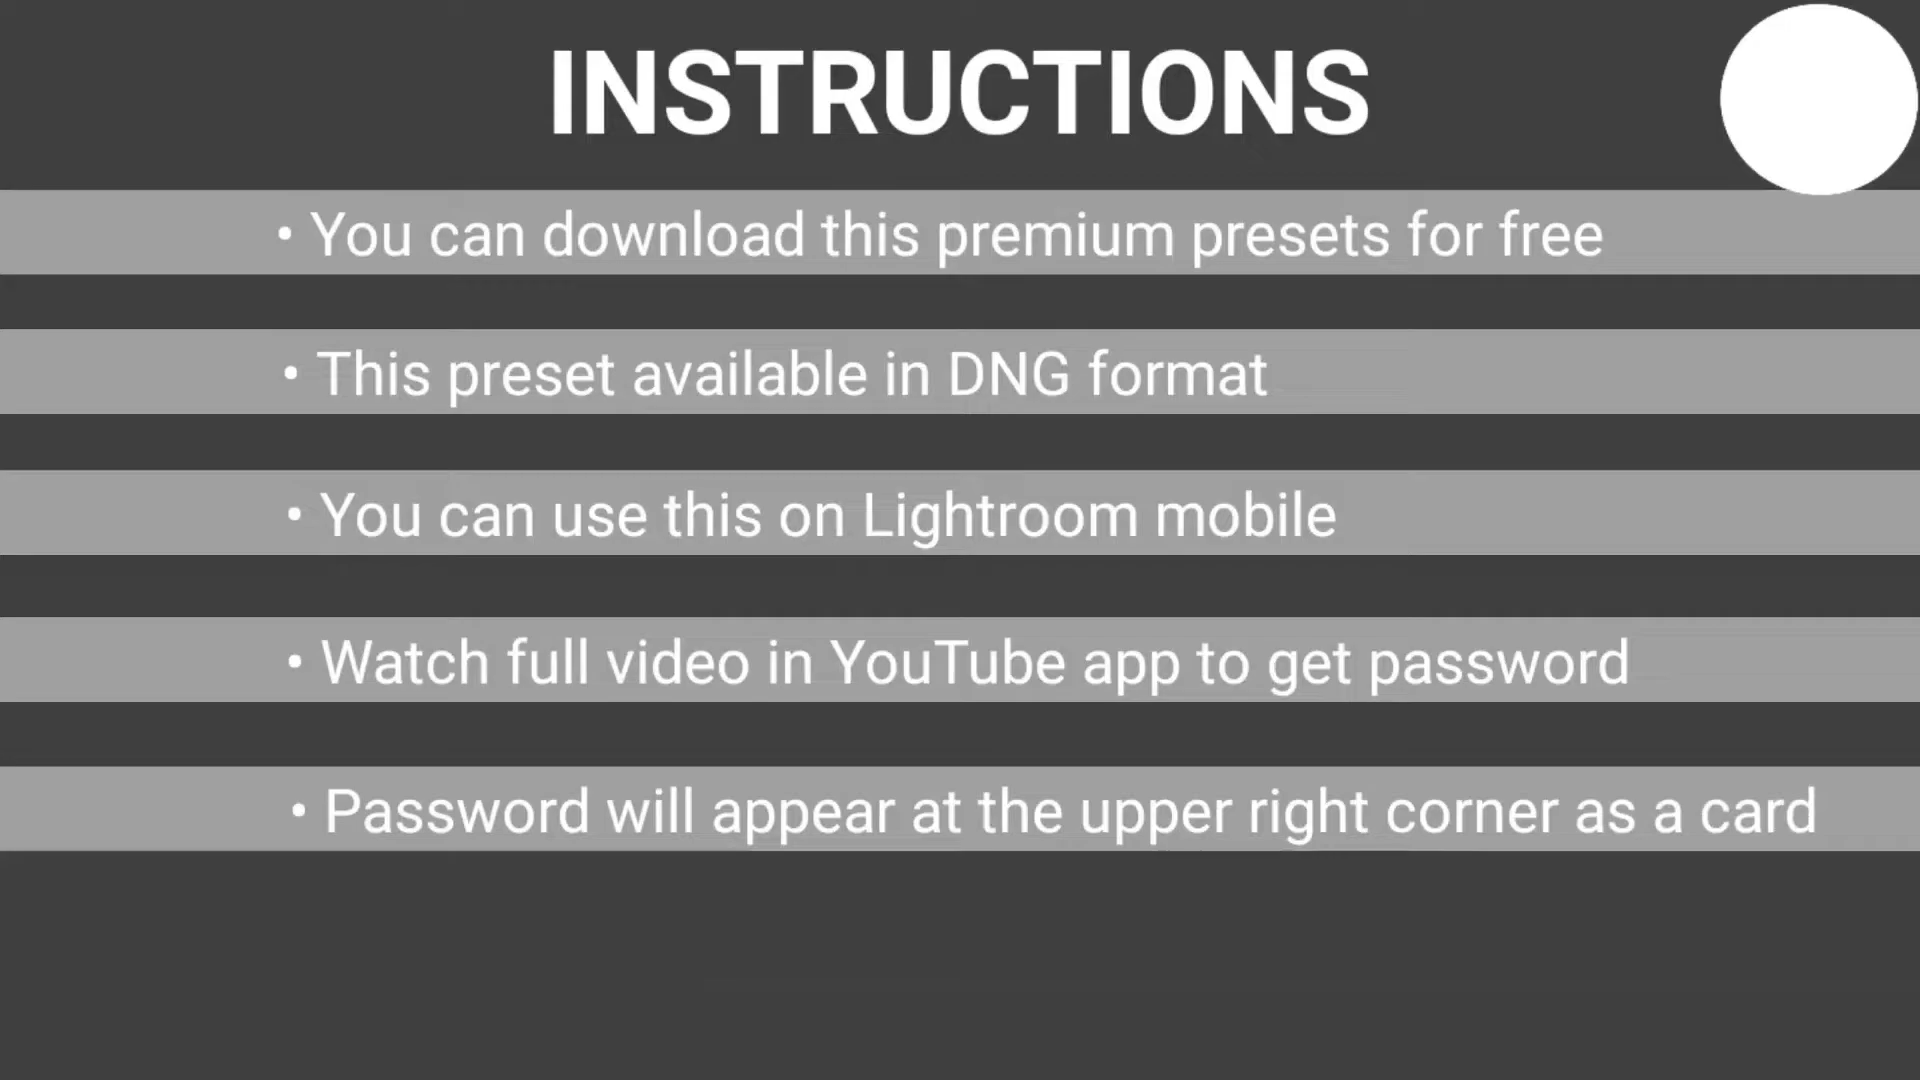 INSTRUCTIONS
• You can download this premium presets for free
• This preset available in DNG format
• You can use this on Lightroom mobile
• Watch full video in YouTube app to get password
• Password will appear at the upper right corner as a card